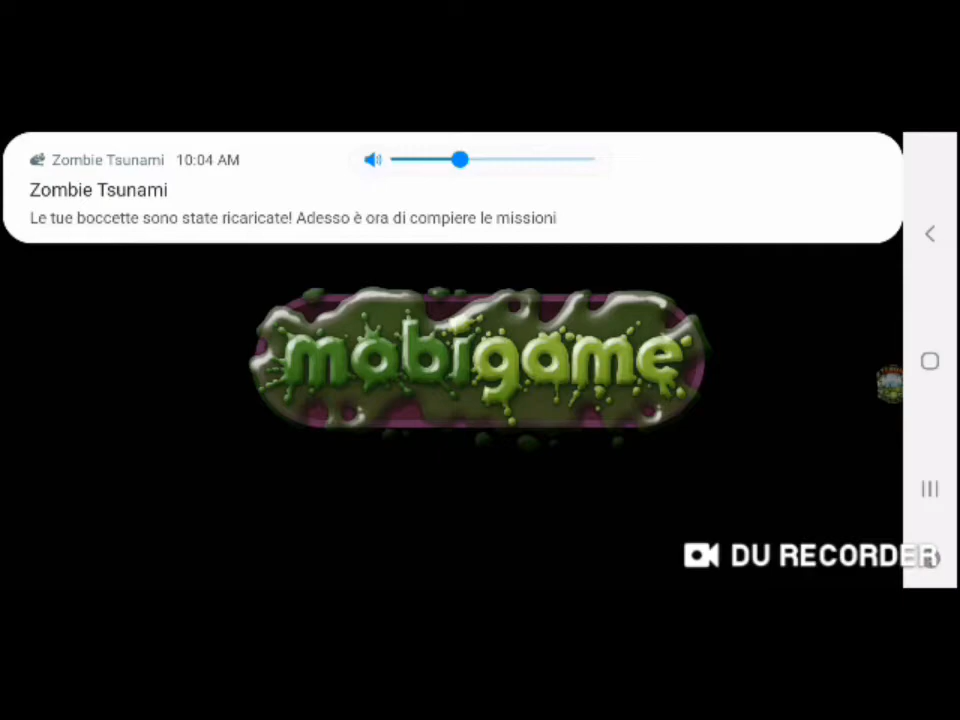 Zombie Tsunami 10:04 AM
Zombie Tsunami
Le tue boccette sono state ricaricate! Adesso è ora di compiere le missioni
mobigame
DU RECORDER